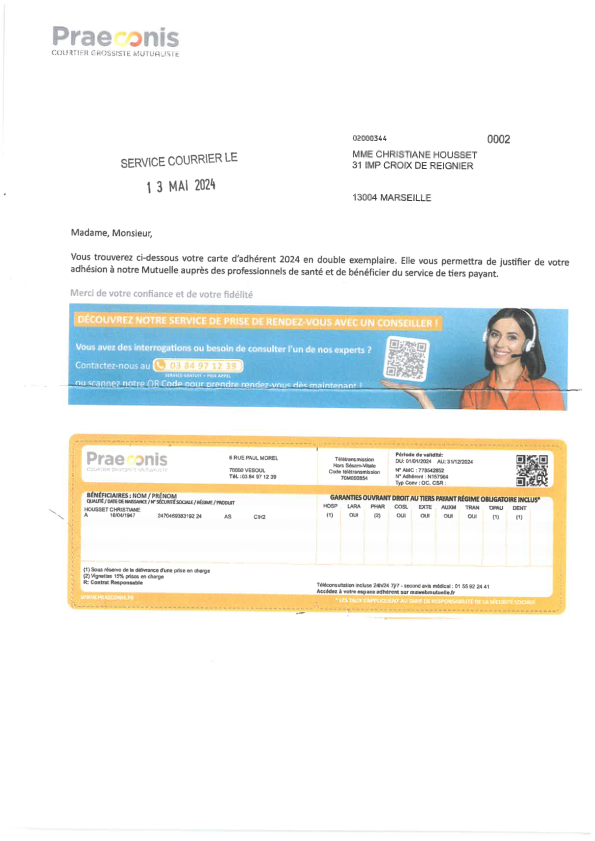 Praeconis
COURTIER GROSSISTE MUTUALISTE
02000344
0002
MME CHRISTIANE HOUSSET
31 IMP CROIX DE REIGNIER
13004 MARSEILLE
SERVICE COURRIER LE
13 MAI 2024
Madame, Monsieur,
Vous trouverez ci-dessous votre carte d'adhérent 2024 en double exemplaire. Elle vous permettra de justifier de votre
adhésion à notre Mutuelle auprès des professionnels de santé et de bénéficier du service de tiers payant.
Merci de votre confiance et de votre fidélité
DÉCOUVREZ NOTRE SERVICE DE PRISE DE RENDEZ-VOUS AVEC UN CONSEILLER !
Vous avez des interrogations ou besoin de consulter l'un de nos experts ?
Contactez-nous au 03 84 97 12 39
SERVICE GRATUIT + PRIX APPEL
ou scannez notre QR Code pour prendre rendez-vous dès maintenant !
Praeconis
COURTIER GROSSISTE MUTUALISTE
6 RUE PAUL MOREL
70000 VESOUL
Tél. : 03 84 97 12 39
Télétransmission
Hors Sésam-Vitale
Code télétransmission
Période de validité:
DU: 01/01/2024 AU: 31/12/2024
N° AMC : 778542852
N° Adhérent : N167964
Typ Conv : OC, CSR :
BÉNÉFICIAIRES : NOM / PRÉNOM
QUALITÉ / DATE DE NAISSANCE / N° SÉCURITÉ SOCIALE / RÉGIME / PRODUIT
GARANTIES OUVRANT DROIT AU TIERS PAYANT RÉGIME OBLIGATOIRE INCLUS*
HOUSSET CHRISTIANE
A 16/04/1947 2470469383192 24 AS
HOSP LARA PHAR COSL EXTE AUXM TRAN OPAU DENT
(1) OUI (2) OUI OUI OUI OUI (1) (1)
(1) Sous réserve de la délivrance d'une prise en charge
(2) Vignettes 15% prises en charge
R: Contrat Responsable
Téléconsultation incluse 24h/24 7j/7 - second avis médical : 01 55 92 24 41
Accédez à votre espace adhérent sur mawebmutuelle.fr
WWW.PRAECONIS.FR
* LES TAUX S'APPLIQUENT AU TARIF DE RESPONSABILITÉ DE LA SÉCURITÉ SOCIALE